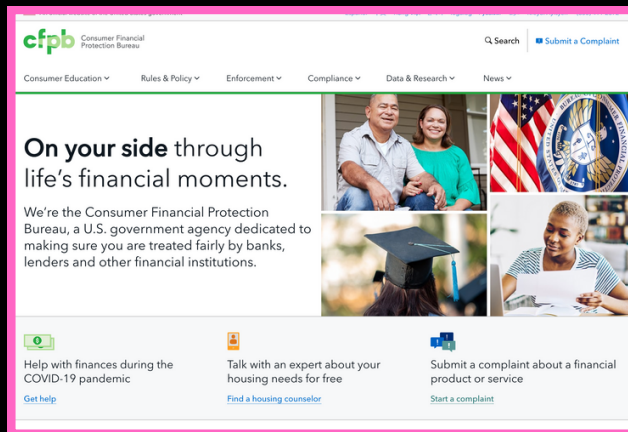 cfpb Consumer Financial
Protection Bureau
Search Submit a Complaint
Consumer Education Rules & Policy Enforcement Compliance Data & Research News
On your side through
life's financial moments.
We're the Consumer Financial Protection
Bureau, a U.S. government agency dedicated to
making sure you are treated fairly by banks,
lenders and other financial institutions.
Help with finances during the
COVID-19 pandemic
Get help
Talk with an expert about your
housing needs for free
Find a housing counselor
Submit a complaint about a financial
product or service
Start a complaint